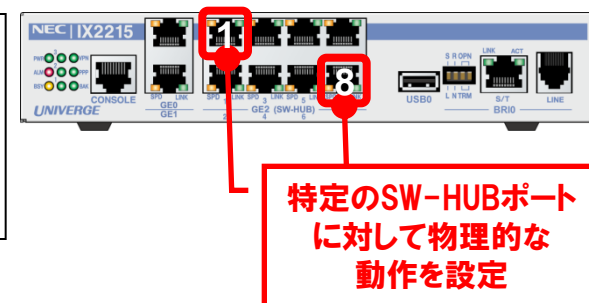 NEC IX2215
PWR 3 VPN
ALM PPP
BSY BAK
UNIVERGE
CONSOLE
SPD LINK
GE0
GE1
1
8
SPD LINK SPD 3 LINK SPD 5
GE2 (SW-HUB)
2 4 6
USB0
S R OPN
L N TRM
LINK ACT
S/T
BRI0
LINE
特定のSW-HUBポート
に対して物理的な
動作を設定